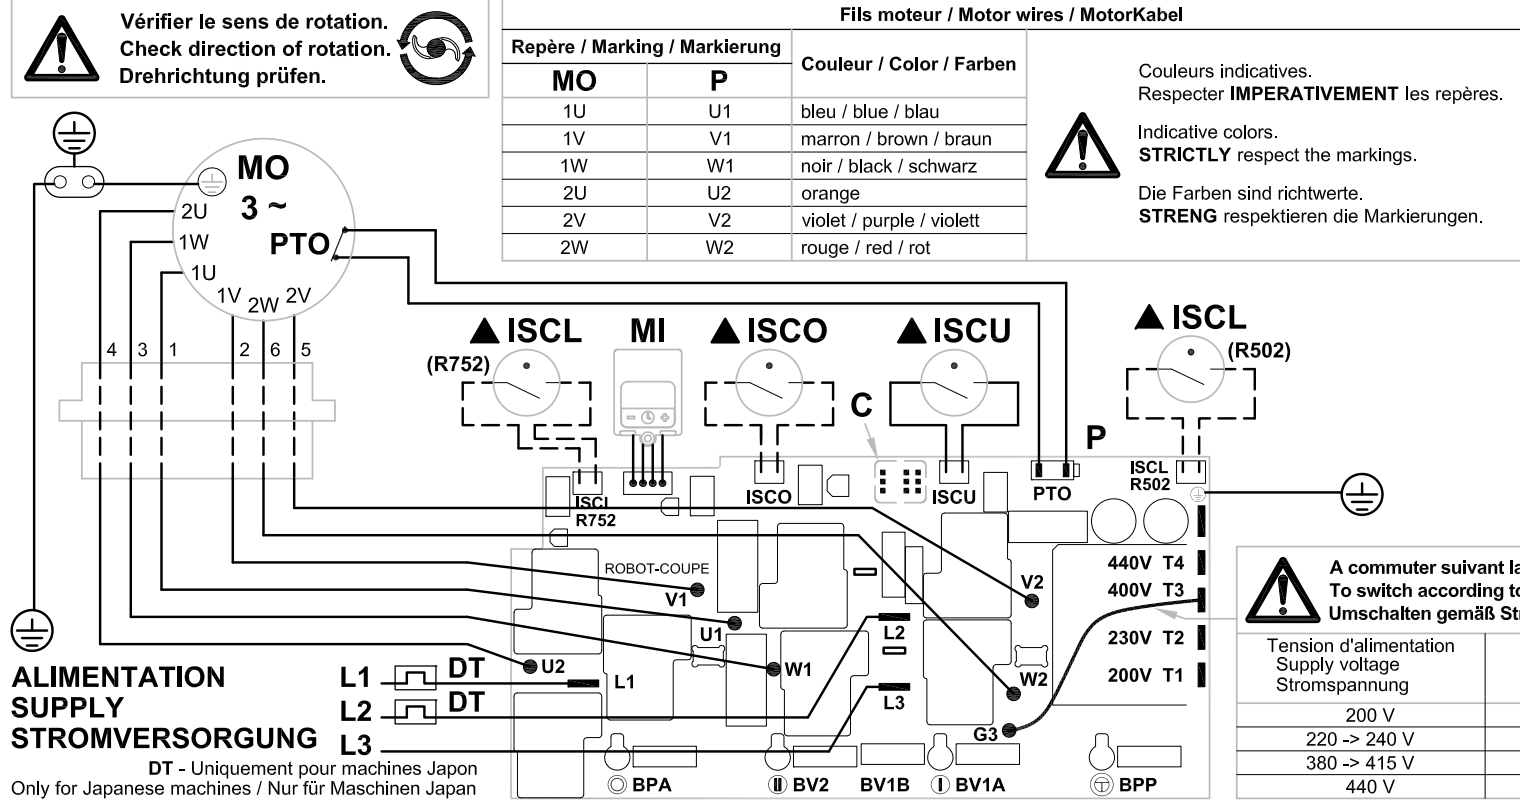 Vérifier le sens de rotation.
Check direction of rotation.
Drehrichtung prüfen.
Fils moteur / Motor wires / MotorKabel
Repère / Marking / Markierung
Couleur / Color / Farben
MO P
1U U1 bleu / blue / blau
1V V1 marron / brown / braun
1W W1 noir / black / schwarz
2U U2 orange
2V V2 violet / purple / violett
2W W2 rouge / red / rot
Couleurs indicatives.
Respecter IMPERATIVEMENT les repères.
Indicative colors.
STRICTLY respect the markings.
Die Farben sind richtwerte.
STRENG respektieren die Markierungen.
MO
3 ~
PTO
2U
1W
1U
1V 2W 2V
4 3 1 2 6 5
ISCL
(R752)
MI
ISCO
ISCU
ISCL
(R502)
C
P
ISCL
R752
ISCO
ISCU
PTO
ISCL
R502
ROBOT-COUPE
V1
U1
U2
W1
L1
L2
L3
V2
W2
G3
440V T4
400V T3
230V T2
200V T1
BPA
BV2
BV1B
BV1A
BPP
ALIMENTATION
SUPPLY
STROMVERSORGUNG
L1 DT
L2 DT
L3
DT - Uniquement pour machines Japon
Only for Japanese machines / Nur für Maschinen Japan
A commuter suivant
To switch according
Umschalten gemäß
Tension d'alimentation
Supply voltage
Stromspannung
200 V
220 -> 240 V
380 -> 415 V
440 V